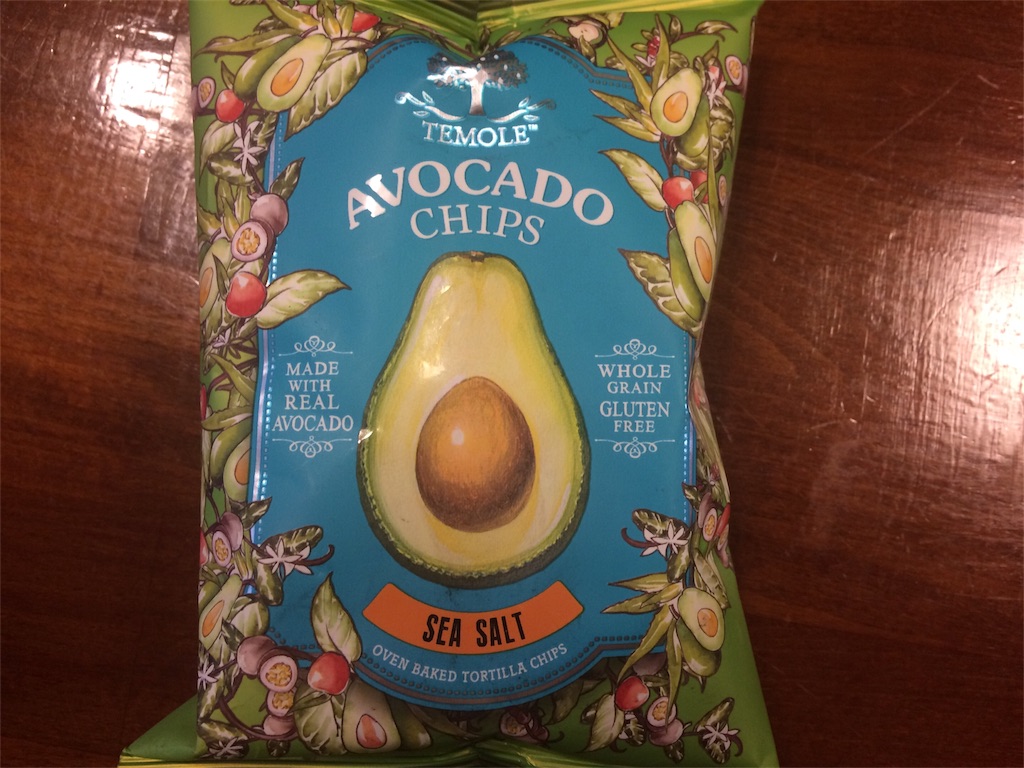 TEMOLE™
AVOCADO
CHIPS
MADE
WITH
REAL
AVOCADO
WHOLE
GRAIN
GLUTEN
FREE
SEA SALT
OVEN BAKED TORTILLA CHIPS